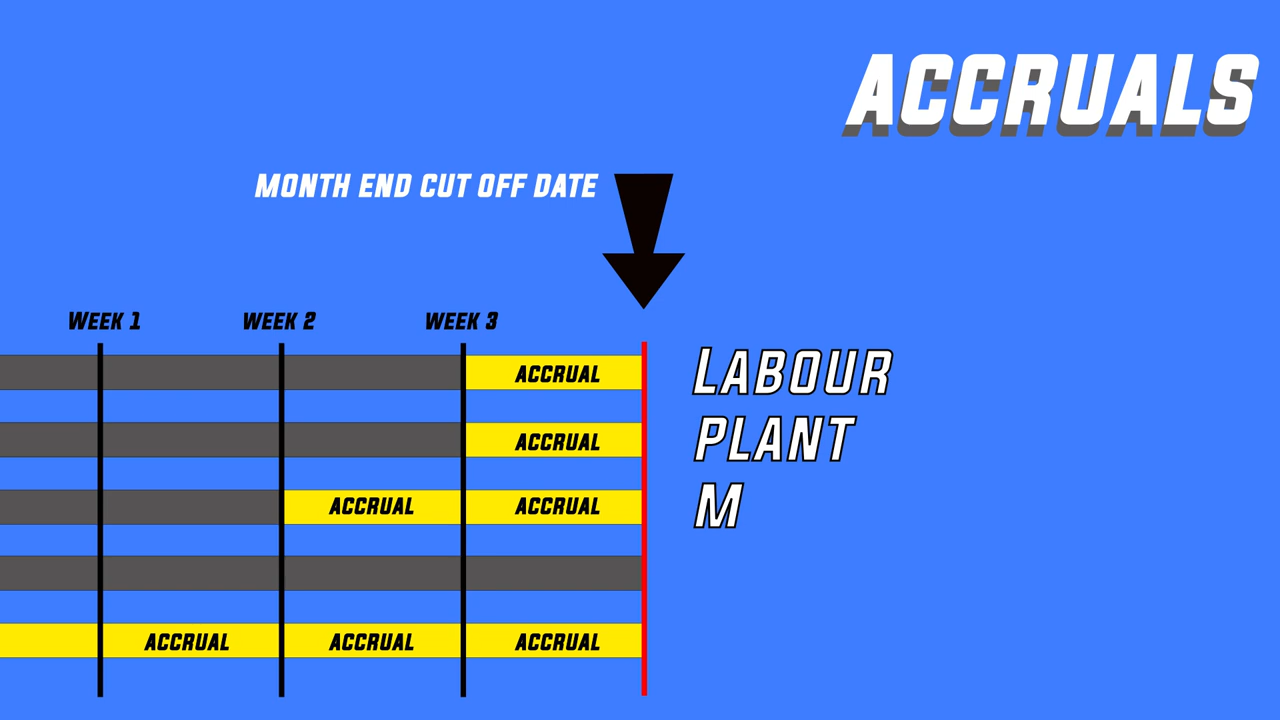 ACCRUALS
MONTH END CUT OFF DATE
WEEK 1 WEEK 2 WEEK 3
ACCRUAL LABOUR
ACCRUAL PLANT
ACCRUAL ACCRUAL M
ACCRUAL ACCRUAL ACCRUAL